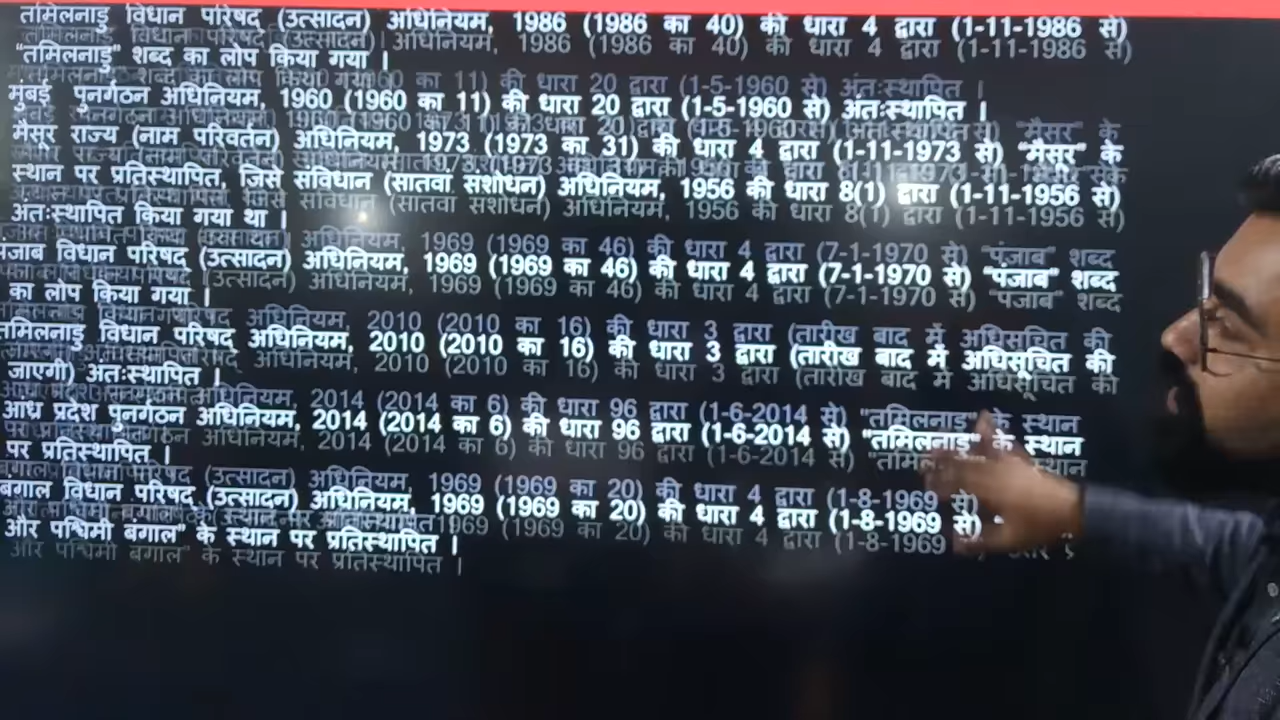 तमिलनाडु विधान परिषद् (उत्सादन) अधिनियम, 1986 (1986 का 40) की धारा 4 द्वारा (1-11-1986 से)
"तमिलनाडु" शब्द का लोप किया गया ।
मुंबई पुनर्गठन अधिनियम, 1960 (1960 का 11) की धारा 20 द्वारा (1-5-1960 से) अंतःस्थापित ।
मैसूर राज्य (नाम परिवर्तन) अधिनियम, 1973 (1973 का 31) की धारा 4 द्वारा (1-11-1973 से) "मैसूर" के
स्थान पर प्रतिस्थापित, जिसे संविधान (सातवां संशोधन) अधिनियम, 1956 की धारा 8(1) द्वारा (1-11-1956 से)
अंतःस्थापित किया गया था ।
पंजाब विधान परिषद् (उत्सादन) अधिनियम, 1969 (1969 का 46) की धारा 4 द्वारा (7-1-1970 से) "पंजाब" शब्द
का लोप किया गया ।
तमिलनाडु विधान परिषद् अधिनियम, 2010 (2010 का 16) की धारा 3 द्वारा (तारीख बाद में अधिसूचित की
जाएगी) अंतःस्थापित ।
आंध्र प्रदेश पुनर्गठन अधिनियम, 2014 (2014 का 6) की धारा 96 द्वारा (1-6-2014 से) "तमिलनाडु" के स्थान
पर प्रतिस्थापित ।
बंगाल विधान परिषद् (उत्सादन) अधिनियम, 1969 (1969 का 20) की धारा 4 द्वारा (1-8-1969 से)
और पश्चिमी बंगाल" के स्थान पर प्रतिस्थापित ।